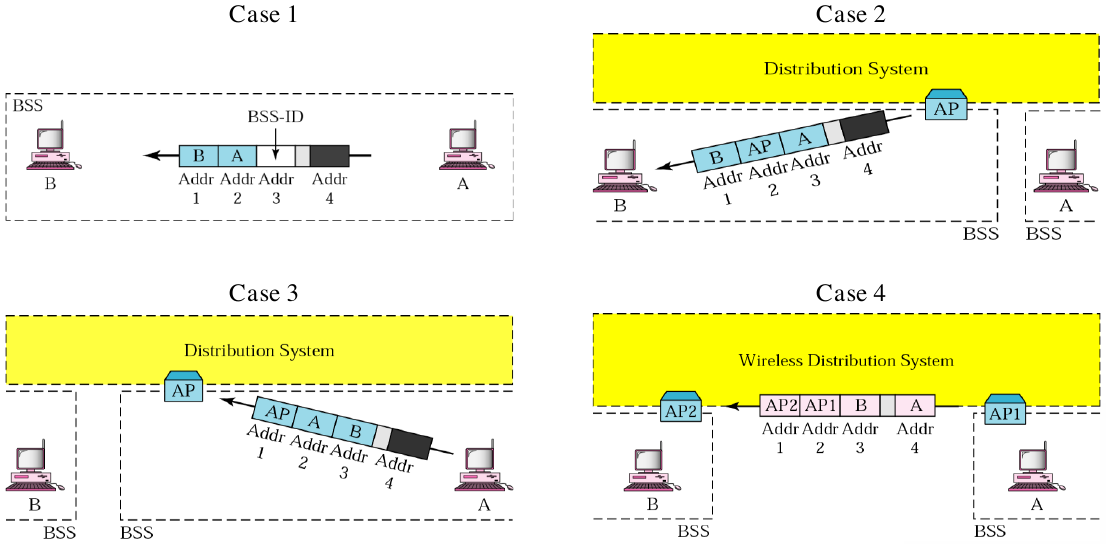 Case 1
BSS
BSS-ID
B A
Addr Addr Addr Addr
1 2 3 4
B
A
Case 2
Distribution System
AP
B AP A
Addr Addr Addr Addr
1 2 3 4
B
A
BSS
BSS
Case 3
Distribution System
AP
AP A B
Addr Addr Addr Addr
1 2 3 4
B
A
BSS
BSS
Case 4
Wireless Distribution System
AP2
AP2 AP1 B A
AP1
Addr Addr Addr Addr
1 2 3 4
B
A
BSS
BSS